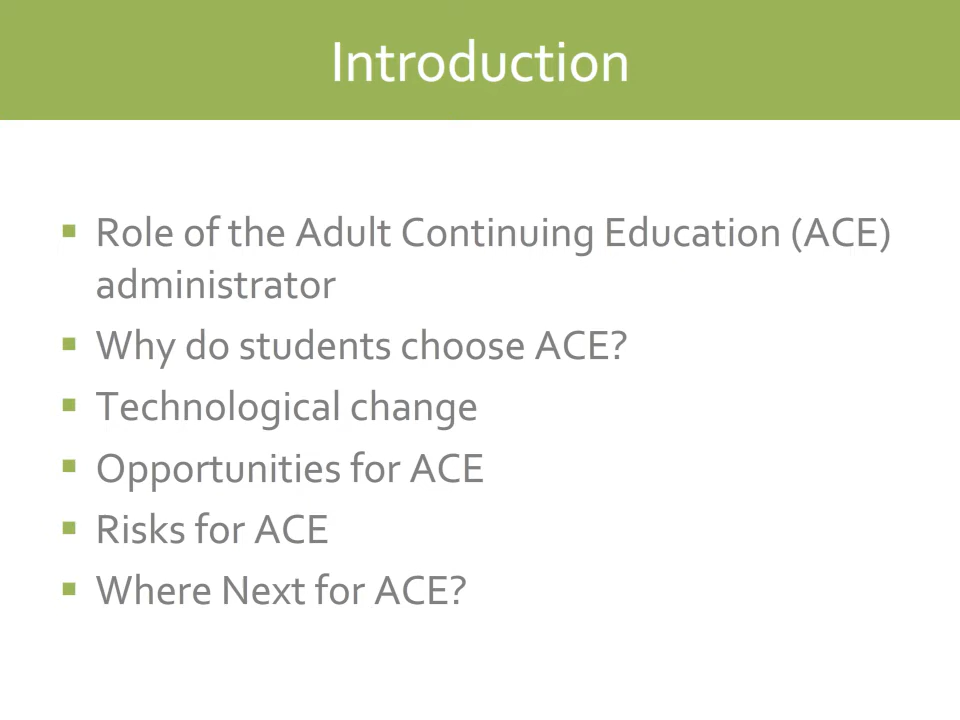 Introduction
Role of the Adult Continuing Education (ACE)
administrator
Why do students choose ACE?
Technological change
Opportunities for ACE
Risks for ACE
Where Next for ACE?